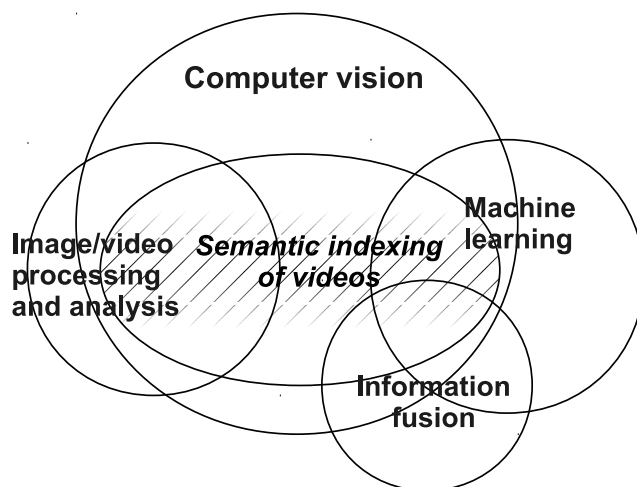 Computer vision
Machine
learning
Image/video
processing
and analysis
Semantic indexing
of videos
Information
fusion